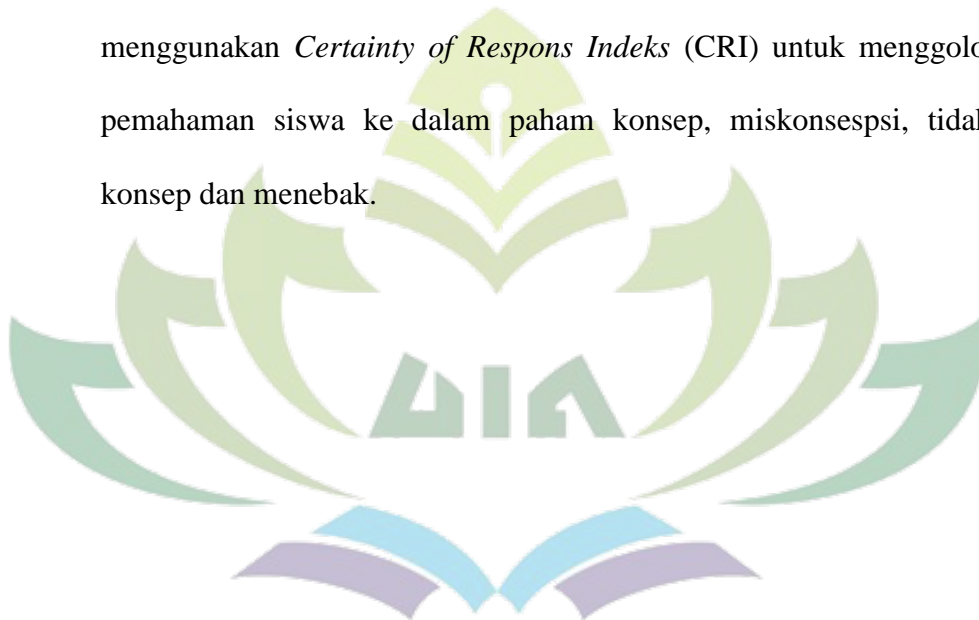 menggunakan Certainty of Respons Indeks (CRI) untuk menggolo
pemahaman siswa ke dalam paham konsep, miskonsespsi, tidal
konsep dan menebak.
UIN